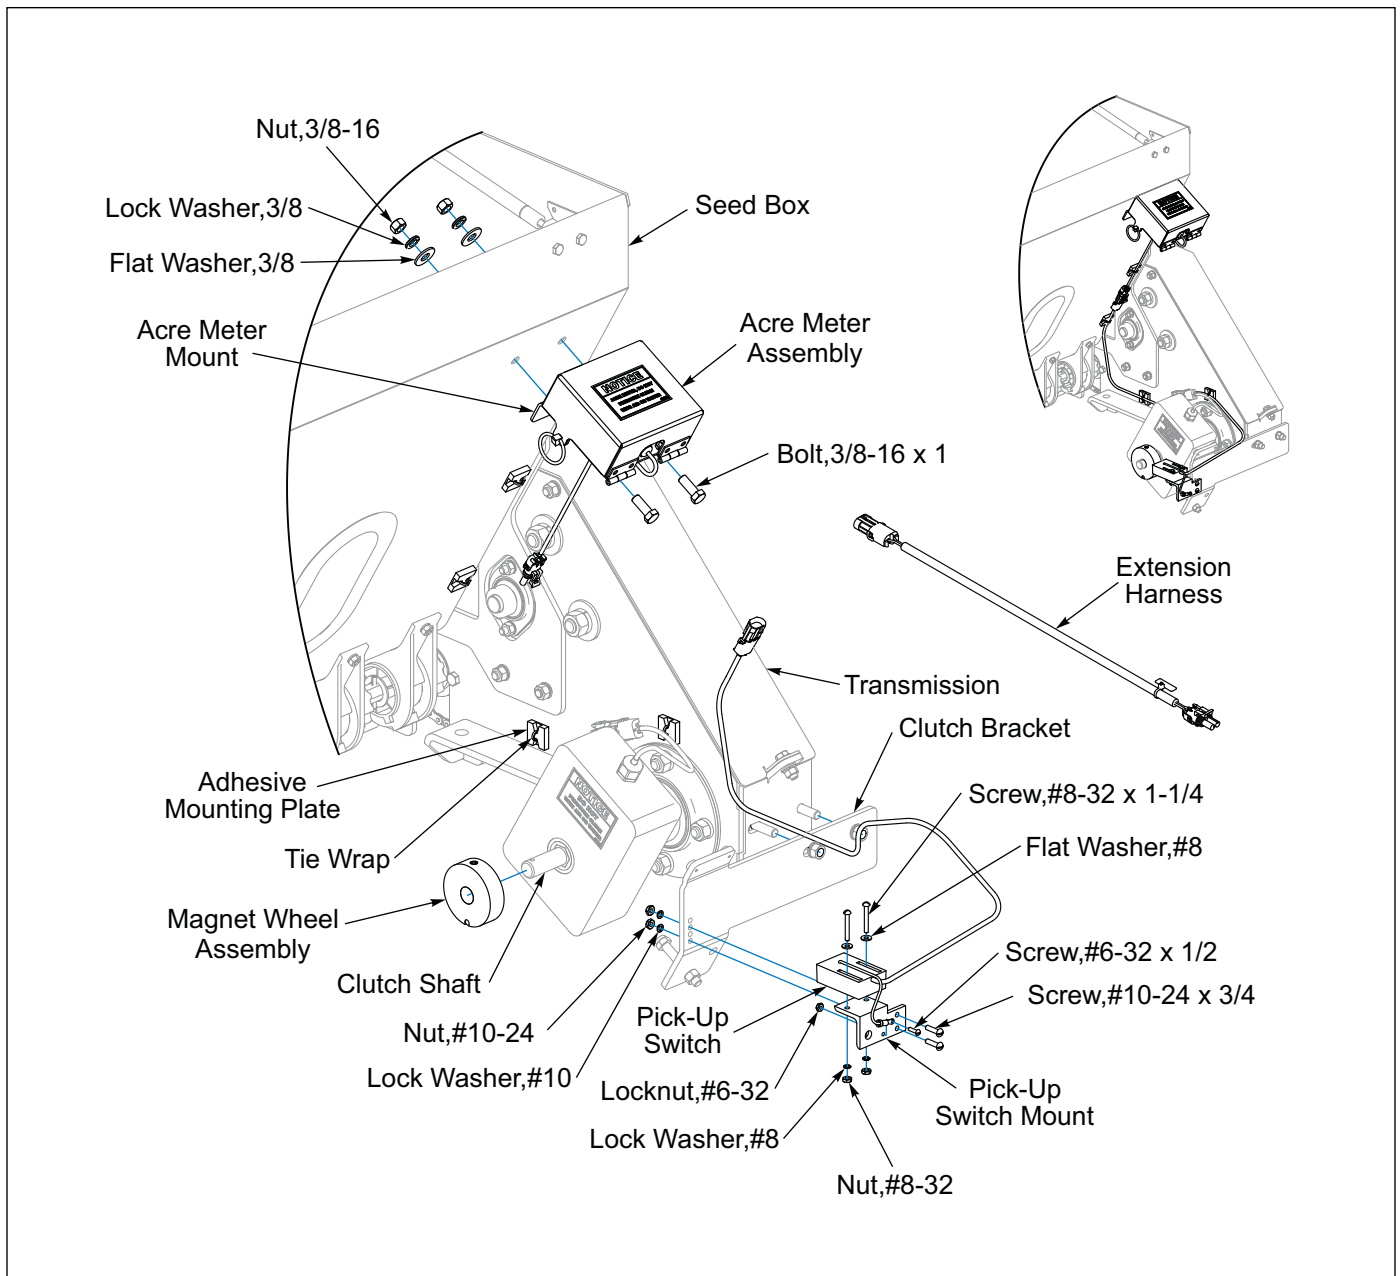 Nut,3/8-16
Lock Washer,3/8
Flat Washer,3/8
Seed Box
Acre Meter
Mount
Acre Meter
Assembly
Bolt,3/8-16 x 1
Extension
Harness
Transmission
Clutch Bracket
Adhesive
Mounting Plate
Screw,#8-32 x 1-1/4
Tie Wrap
Flat Washer,#8
Magnet Wheel
Assembly
Screw,#6-32 x 1/2
Clutch Shaft
Screw,#10-24 x 3/4
Nut,#10-24
Pick-Up
Switch
Lock Washer,#10
Locknut,#6-32
Pick-Up
Switch Mount
Lock Washer,#8
Nut,#8-32
NOTICE
NOTICE